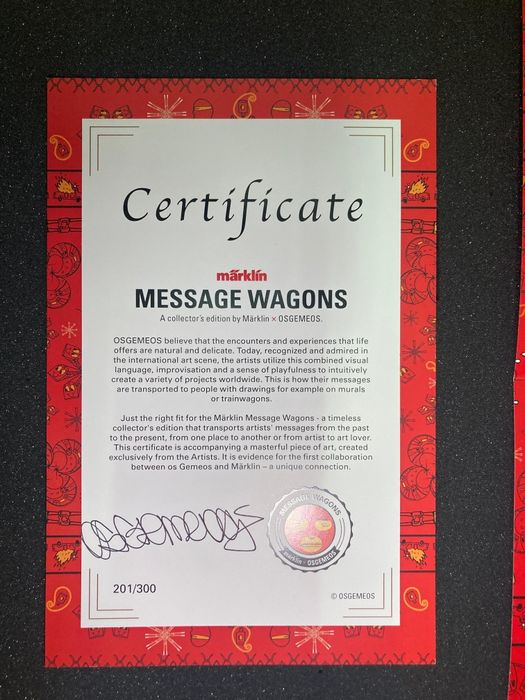 Certificate
märklin
MESSAGE WAGONS
A collector's edition by Märklin × OSGEMEOS.
OSGEMEOS believe that the encounters and experiences that life
offers are natural and delicate. Today, recognized and admired in
the international art scene, the artists utilize this combined visual
language, improvisation and a sense of playfulness to intuitively
create a variety of projects worldwide. This is how their messages
are transported to people with drawings for example on murals
or trainwagons.
Just the right fit for the Märklin Message Wagons - a timeless
collector's edition that transports artists' messages from the past
to the present, from one place to another or from artist to art lover.
This certificate is accompanying a masterful piece of art, created
exclusively from the Artists. It is evidence for the first collaboration
between os Gemeos and Märklin – a unique connection.
osgemeos
MESSAGE WAGONS
märklin × OSGEMEOS
201/300
© OSGEMEOS